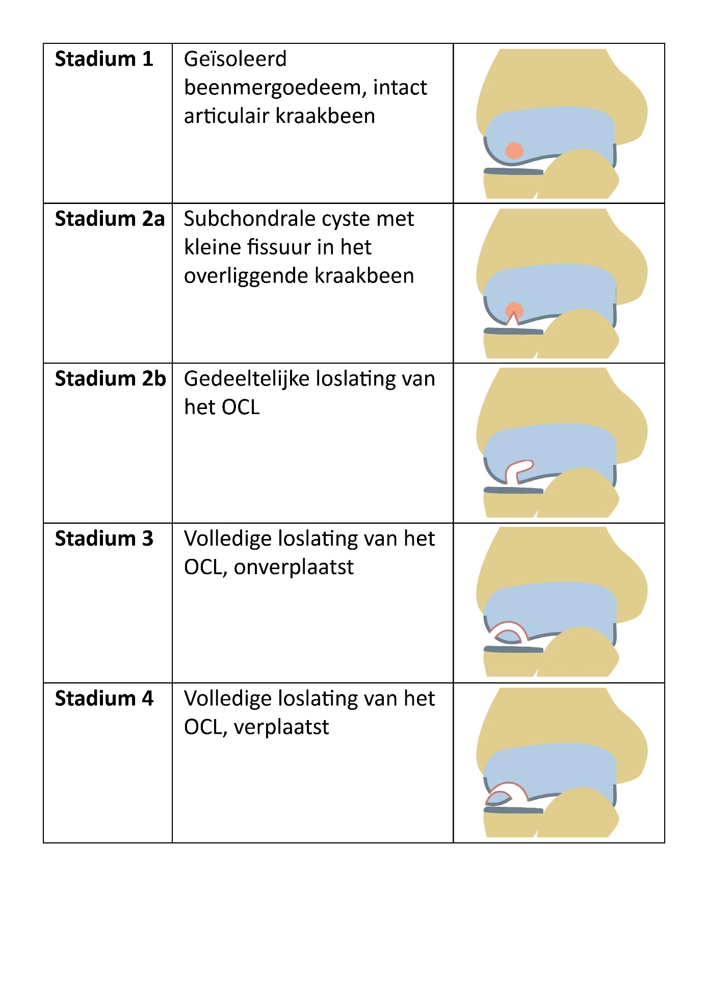 Stadium 1
Geïsoleerd
beenmergoedeem, intact
articulair kraakbeen
Stadium 2a
Subchondrale cyste met
kleine fissuur in het
overliggende kraakbeen
Stadium 2b
Gedeeltelijke loslating van
het OCL
Stadium 3
Volledige loslating van het
OCL, onverplaatst
Stadium 4
Volledige loslating van het
OCL, verplaatst